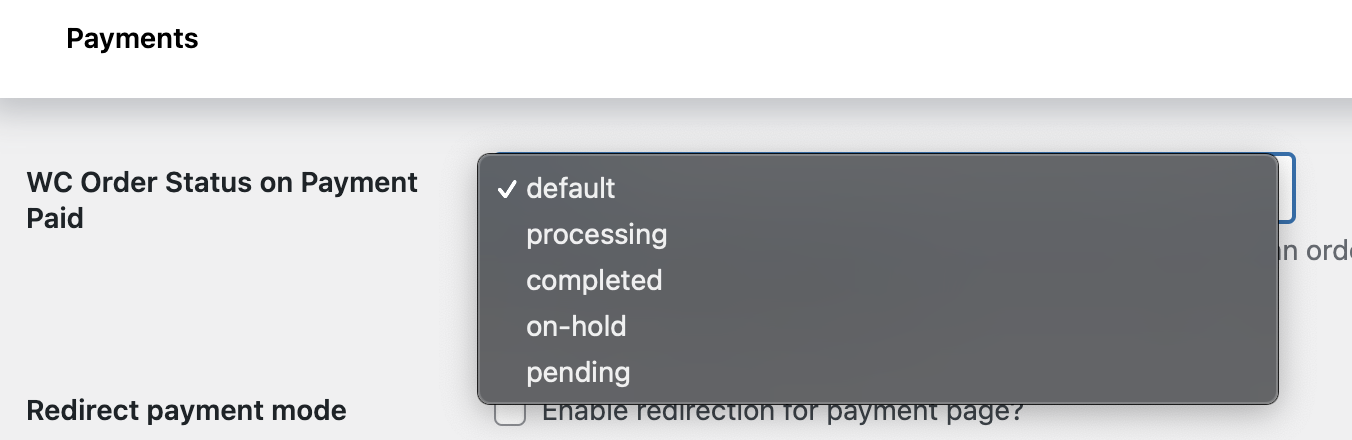 Payments
WC Order Status on Payment
Paid
default
processing
completed
on-hold
pending
Redirect payment mode
Enable redirection for payment page?